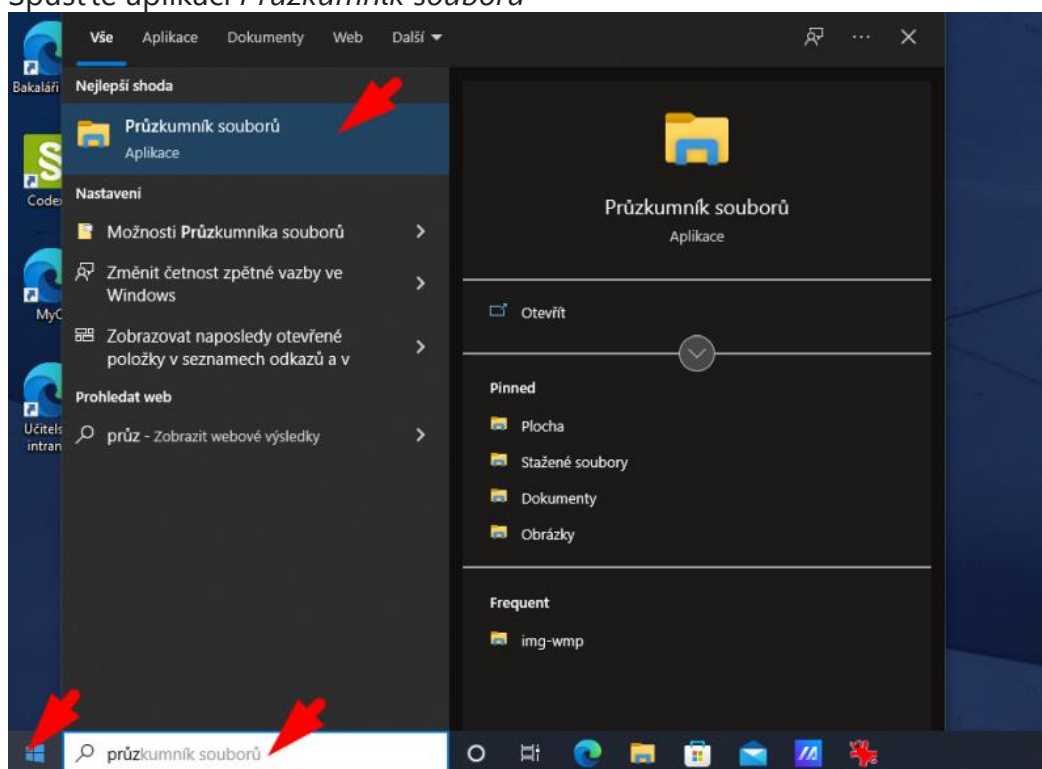 Spusťte aplikaci Průzkumník souborů
Vše Aplikace Dokumenty Web Další
Bakaláři
Nejlepší shoda
Průzkumník souborů
Aplikace
Codex
Nastavení
Možnosti Průzkumníka souborů
Změnit četnost zpětné vazby ve
Windows
MyC
Zobrazovat naposledy otevřené
položky v seznamech odkazů a v
Prohledat web
Učitels
intran
průz - Zobrazit webové výsledky
Průzkumník souborů
Aplikace
Otevřít
Pinned
Plocha
Stažené soubory
Dokumenty
Obrázky
Frequent
img-wmp
průzkumník souborů